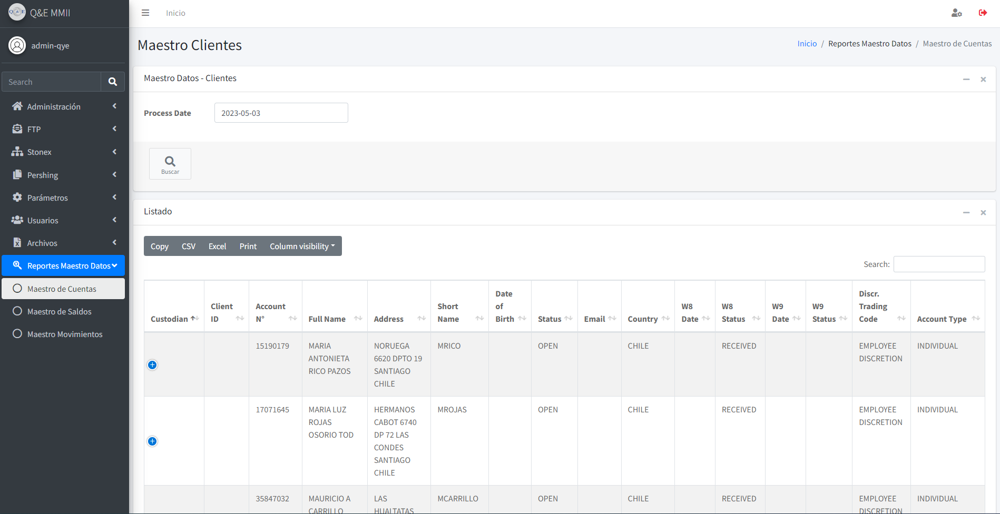 Q&E MMII
Inicio
admin-qye
Search
Administración
FTP
Stonex
Pershing
Parámetros
Usuarios
Archivos
Reportes Maestro Datos
Maestro de Cuentas
Maestro de Saldos
Maestro Movimientos
Maestro Clientes
Inicio / Reportes Maestro Datos / Maestro de Cuentas
Maestro Datos - Clientes
Process Date 2023-05-03
Buscar
Listado
Copy CSV Excel Print Column visibility
Search:
Custodian
Client
ID
Account
N°
Full Name
Address
Short
Name
Date
of
Birth
Status
Email
Country
W8
Date
W8
Status
W9
Date
W9
Status
Discr.
Trading
Code
Account Type
15190179
MARIA
ANTONIETA
RICO PAZOS
NORUEGA
6620 DPTO 19
SANTIAGO
CHILE
MRICO
OPEN
CHILE
RECEIVED
EMPLOYEE
DISCRETION
INDIVIDUAL
17071645
MARIA LUZ
ROJAS
OSORIO TOD
HERMANOS
CABOT 6740
DP 72 LAS
CONDES
SANTIAGO
CHILE
MROJAS
OPEN
CHILE
RECEIVED
EMPLOYEE
DISCRETION
INDIVIDUAL
35847032
MAURICIO A
CARRILLO
LAS
HUALTATAS
MCARRILLO
OPEN
CHILE
RECEIVED
EMPLOYEE
DISCRETION
INDIVIDUAL